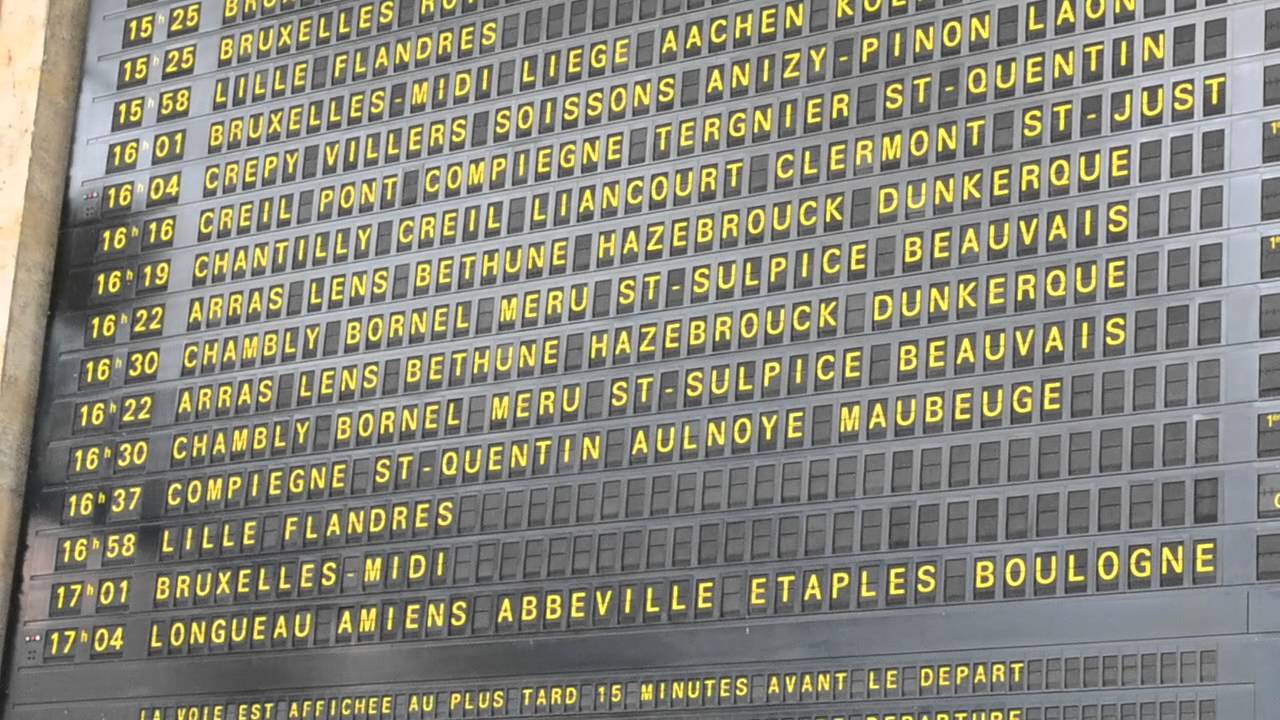 15h25
15h25 BRUXELLES
15h58 LILLE FLANDRES
16h01 BRUXELLES-MIDI LIEGE AACHEN
16h04 CREPY VILLERS SOISSONS ANIZY-PINON LAON
16h16 CREIL PONT COMPIEGNE TERGNIER ST-QUENTIN
16h19 CHANTILLY CREIL LIANCOURT CLERMONT ST-JUST
16h22 ARRAS LENS BETHUNE HAZEBROUCK DUNKERQUE
16h30 CHAMBLY BORNEL MERU ST-SULPICE BEAUVAIS
16h22 ARRAS LENS BETHUNE HAZEBROUCK DUNKERQUE
16h30 CHAMBLY BORNEL MERU ST-SULPICE BEAUVAIS
16h37 COMPIEGNE ST-QUENTIN AULNOYE MAUBEUGE
16h58 LILLE FLANDRES
17h01 BRUXELLES-MIDI
17h04 LONGUEAU AMIENS ABBEVILLE ETAPLES BOULOGNE
LA VOIE EST AFFICHEE AU PLUS TARD 15 MINUTES AVANT LE DEPART
DEPARTURE